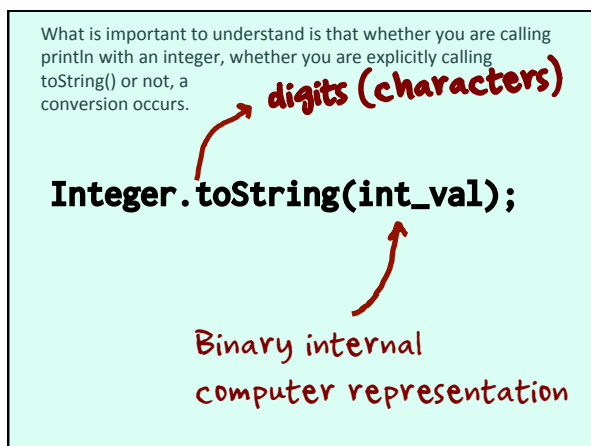 What is important to understand is that whether you are calling
println with an integer, whether you are explicitly calling
toString() or not, a
conversion occurs.
digits (characters)
Integer.toString(int_val);
Binary internal
computer representation